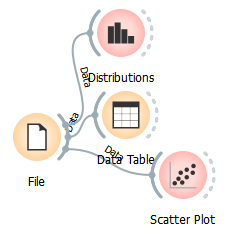 Data
Distributions
Data
Data Table
File
Data
Scatter Plot